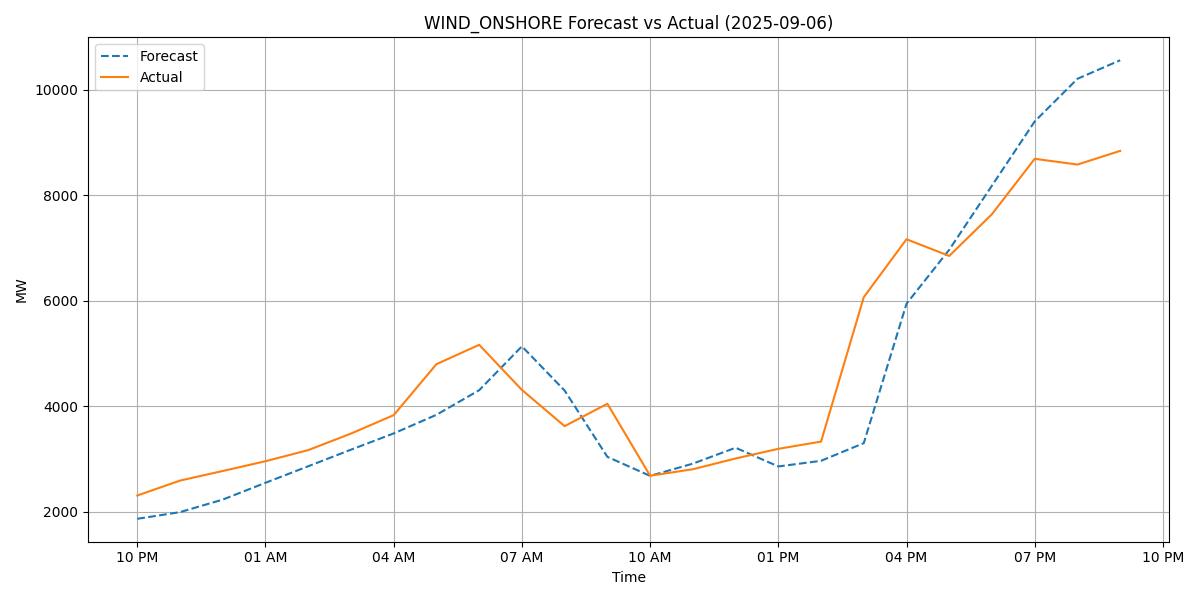 WIND_ONSHORE Forecast vs Actual (2025-09-06)
Forecast
Actual
10000
8000
6000
4000
2000
MW
10 PM 01 AM 04 AM 07 AM 10 AM 01 PM 04 PM 07 PM 10 PM
Time